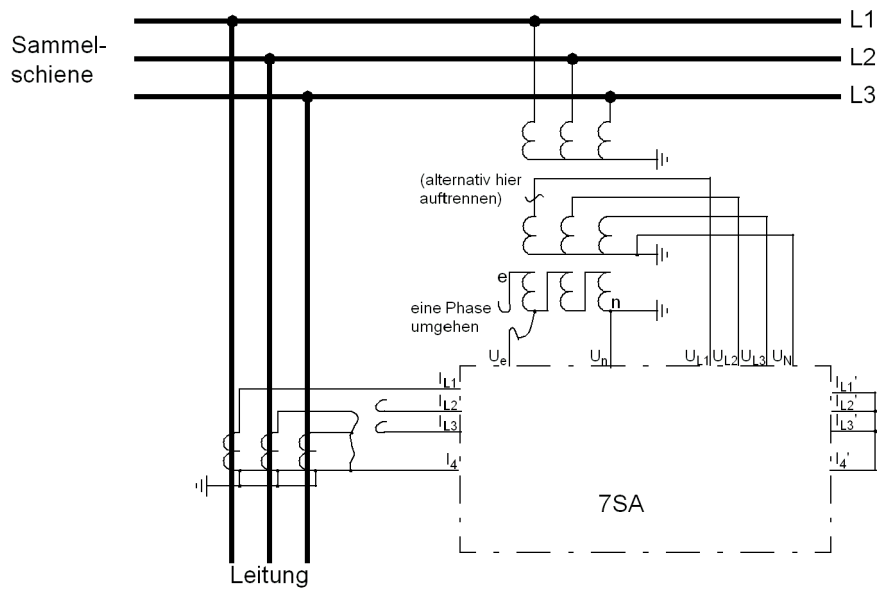 L1
Sammel-
schiene
L2
L3
(alternativ hier
auftrennen)
e
n
eine Phase
umgehen
Ue Un UL1 UL2 UL3 UN
IL1 IL1'
IL2 IL2'
IL3 IL3'
I4 I4'
7SA
Leitung